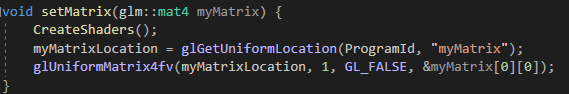 void setMatrix(glm::mat4 myMatrix) {
CreateShaders();
myMatrixLocation = glGetUniformLocation(ProgramId, "myMatrix");
glUniformMatrix4fv(myMatrixLocation, 1, GL_FALSE, &myMatrix[0][0]);
}